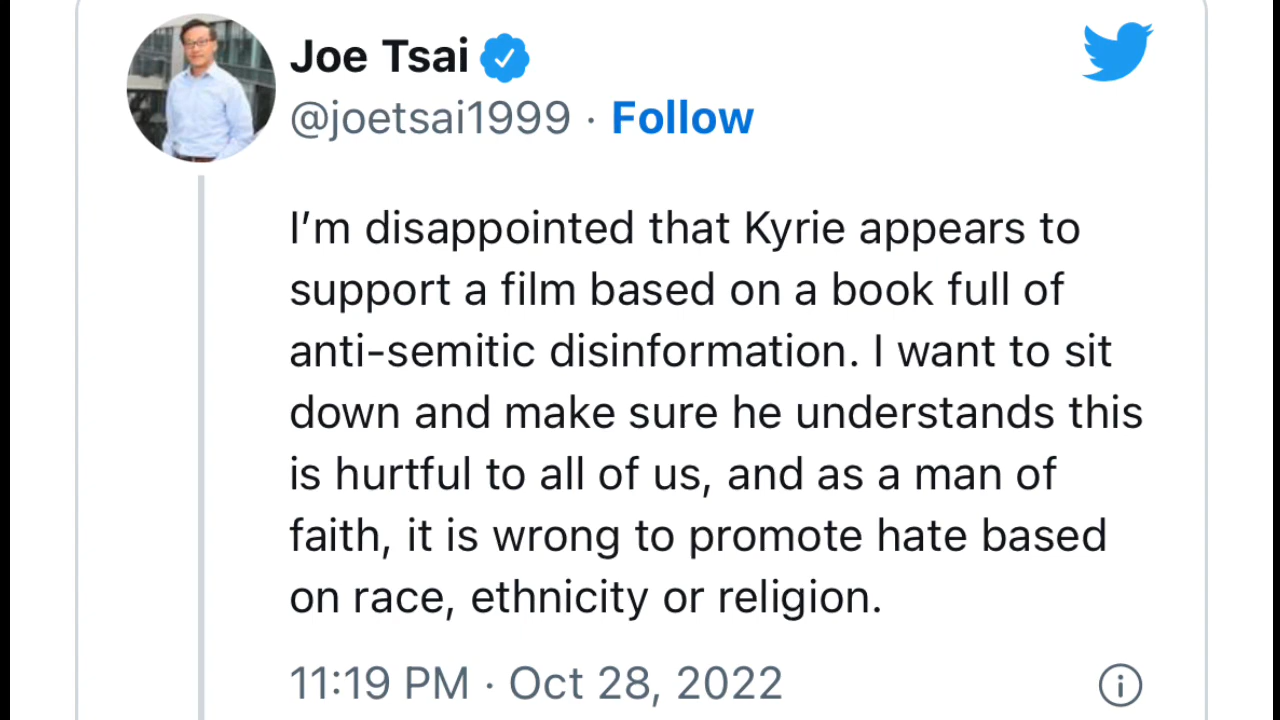 Joe Tsai
@joetsai1999 · Follow
I’m disappointed that Kyrie appears to
support a film based on a book full of
anti-semitic disinformation. I want to sit
down and make sure he understands this
is hurtful to all of us, and as a man of
faith, it is wrong to promote hate based
on race, ethnicity or religion.
11:19 PM · Oct 28, 2022